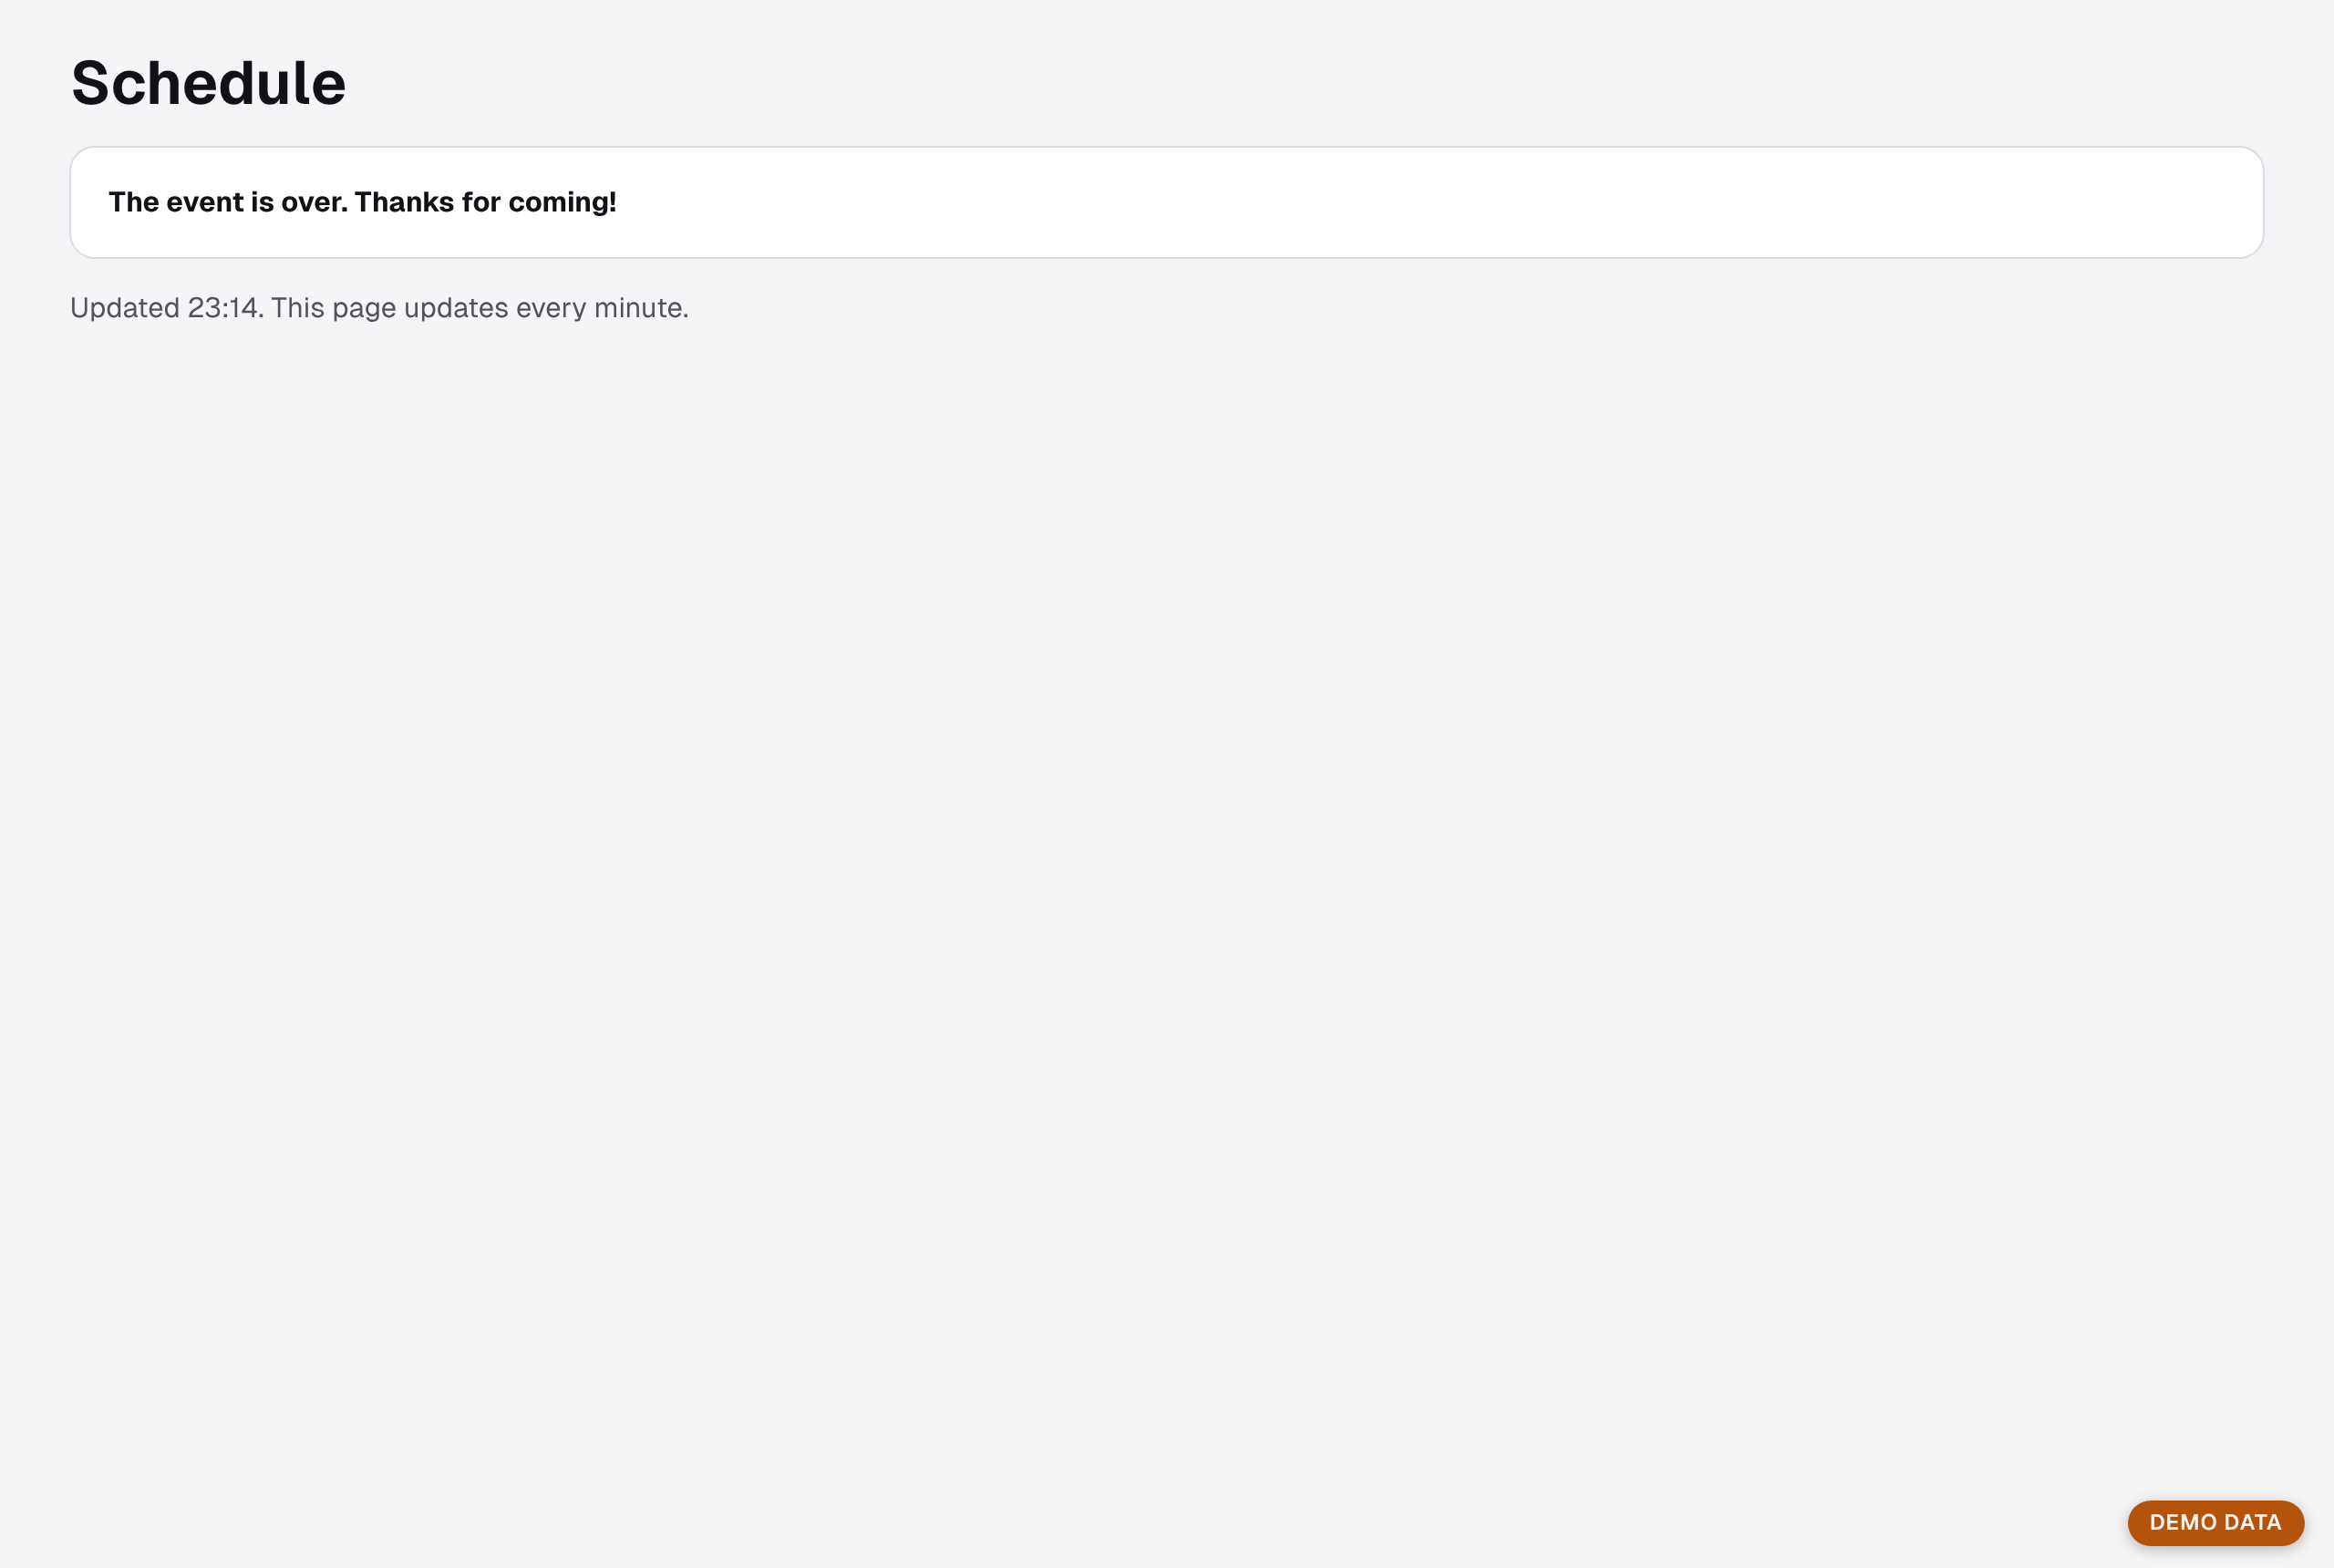 Schedule
The event is over. Thanks for coming!
Updated 23:14. This page updates every minute.
DEMO DATA